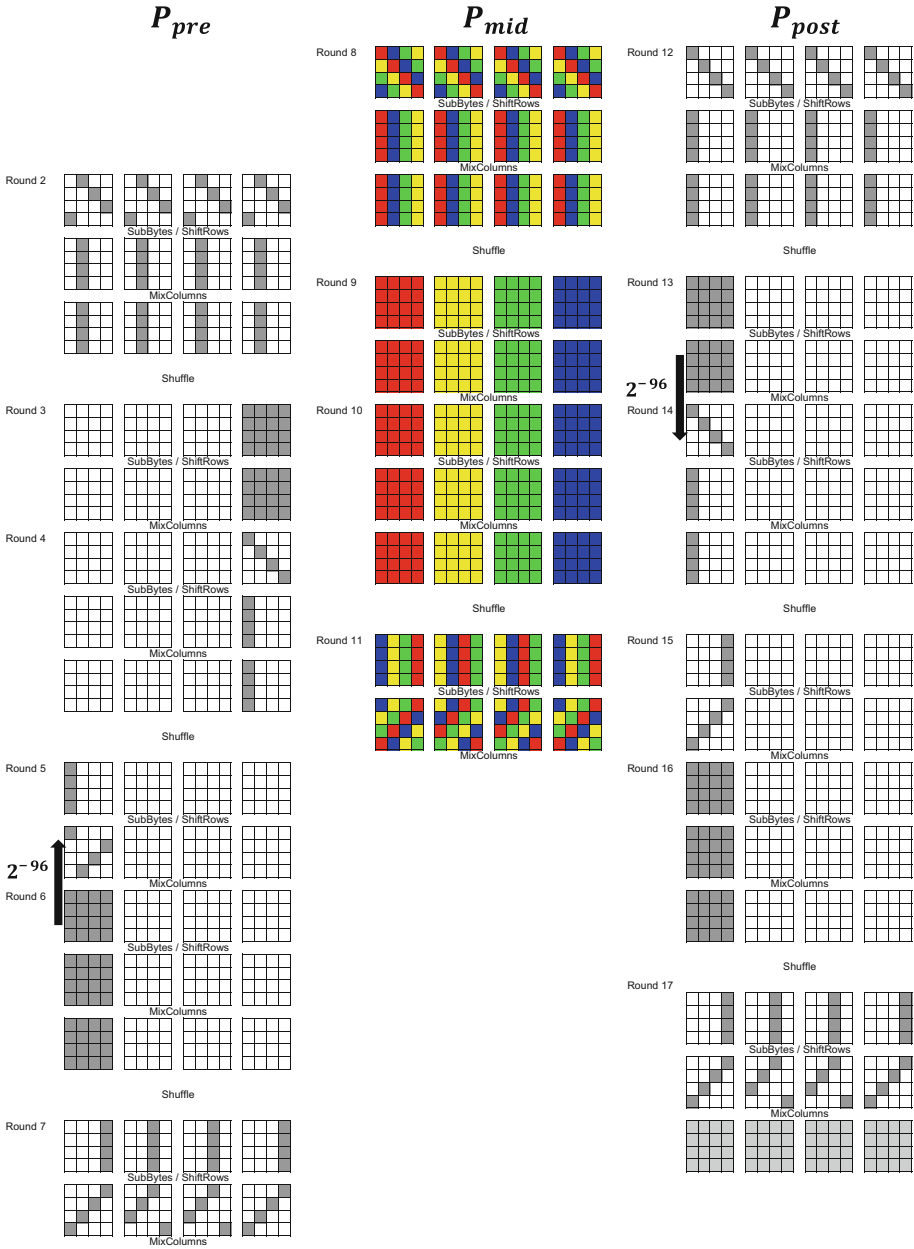 P_pre
Round 2
SubBytes / ShiftRows
MixColumns
Shuffle
Round 3
SubBytes / ShiftRows
MixColumns
Round 4
SubBytes / ShiftRows
MixColumns
Shuffle
Round 5
SubBytes / ShiftRows
2^{-96}
MixColumns
Round 6
SubBytes / ShiftRows
MixColumns
Shuffle
Round 7
SubBytes / ShiftRows
MixColumns
P_mid
Round 8
SubBytes / ShiftRows
MixColumns
Shuffle
Round 9
SubBytes / ShiftRows
MixColumns
Round 10
SubBytes / ShiftRows
MixColumns
Shuffle
Round 11
SubBytes / ShiftRows
MixColumns
P_post
Round 12
SubBytes / ShiftRows
MixColumns
Shuffle
Round 13
SubBytes / ShiftRows
2^{-96}
MixColumns
Round 14
SubBytes / ShiftRows
MixColumns
Shuffle
Round 15
SubBytes / ShiftRows
MixColumns
Round 16
SubBytes / ShiftRows
MixColumns
Shuffle
Round 17
SubBytes / ShiftRows
MixColumns